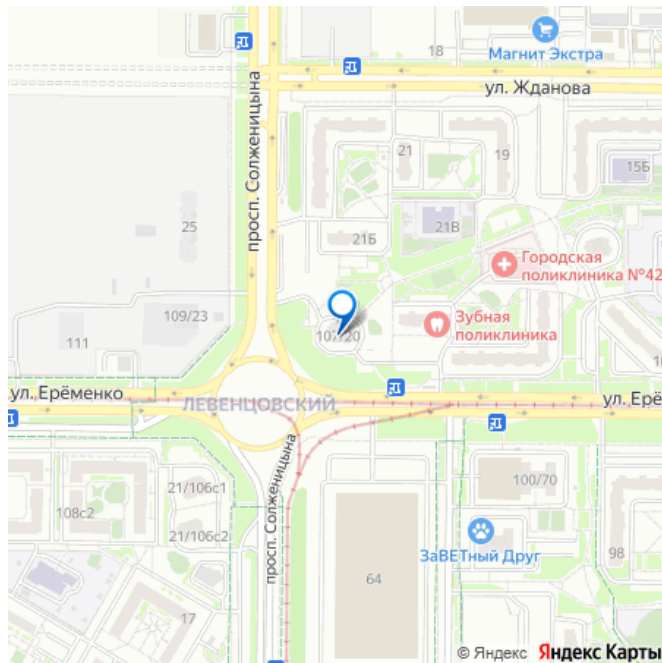 18
Магнит Экстра
ул. Жданова
просп. Солженицына
21
19
15Б
25
21Б
21В
Городская
поликлиника №42
109/23
111
107/20
Зубная
поликлиника
ул. Ерёменко
ЛЕВЕНЦОВСКИЙ
ул. Ерё
просп. Солженицына
21/106с1
108с2
21/106с2
100/70
ЗаВЕТный Друг
98
64
17
© Яндекс Яндекс Карты